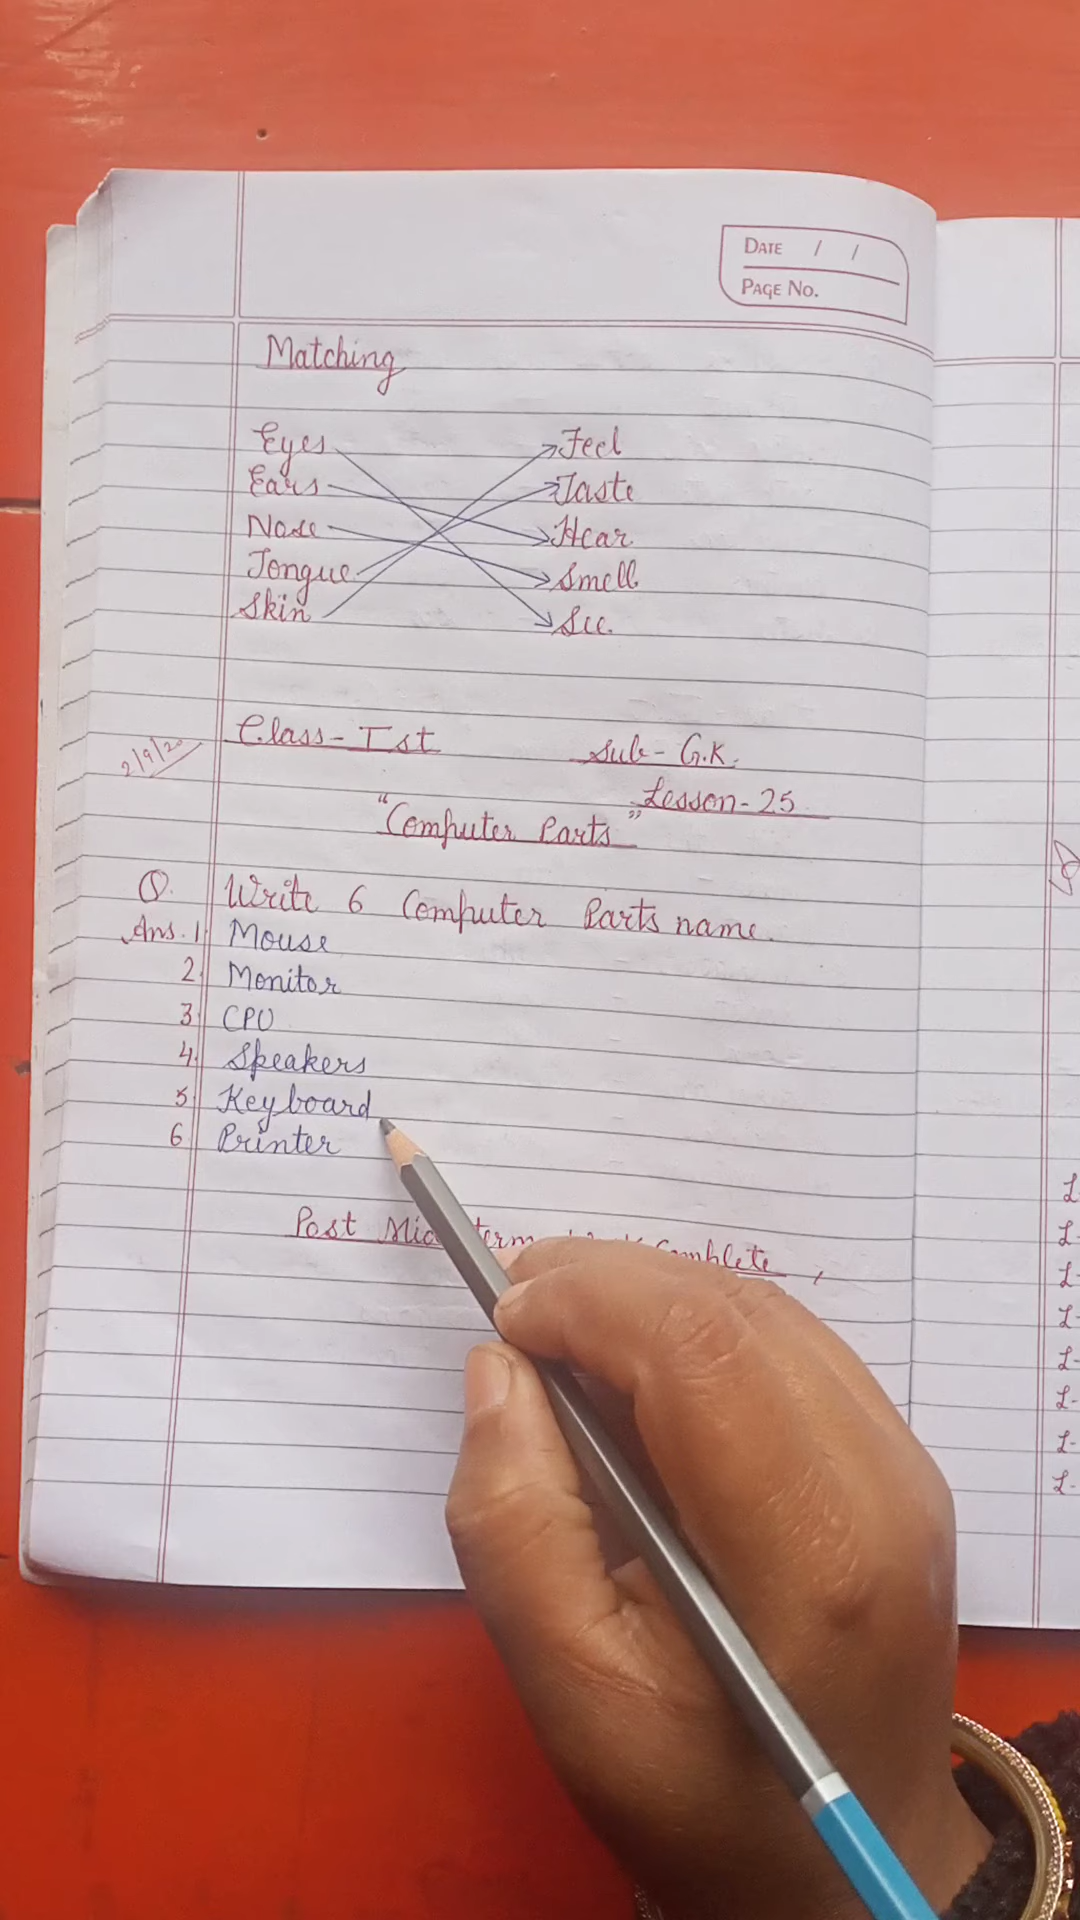 DATE / /
PAGE NO.
Matching
Eyes Feel
Ears Taste
Nose Hear
Tongue Smell
Skin See.
2/9/20 Class - Ist Sub - G.K.
Lesson - 25
"Computer Parts"
Q. Write 6 Computer Parts name.
Ans. 1 Mouse
2. Monitor
3. CPU
4. Speakers
5. Keyboard
6. Printer
Post Complete
L
L-
L-
L-
L-
L-
L-
L-